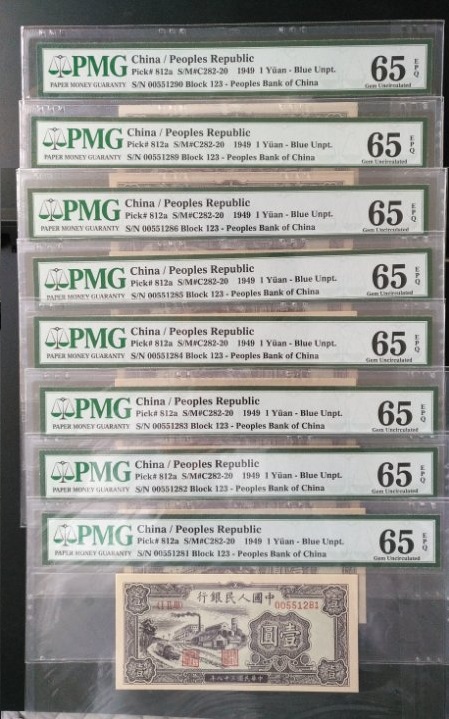 PMG
PAPER MONEY GUARANTY
China / Peoples Republic
Pick# 812a S/M#C282-20 1949 1 Yüan - Blue Unpt.
S/N 00551290 Block 123 - Peoples Bank of China
65 EPQ
Gem Uncirculated
PMG
PAPER MONEY GUARANTY
China / Peoples Republic
Pick# 812a S/M#C282-20 1949 1 Yüan - Blue Unpt.
S/N 00551289 Block 123 - Peoples Bank of China
65 EPQ
Gem Uncirculated
PMG
PAPER MONEY GUARANTY
China / Peoples Republic
Pick# 812a S/M#C282-20 1949 1 Yüan - Blue Unpt.
S/N 00551286 Block 123 - Peoples Bank of China
65 EPQ
Gem Uncirculated
PMG
PAPER MONEY GUARANTY
China / Peoples Republic
Pick# 812a S/M#C282-20 1949 1 Yüan - Blue Unpt.
S/N 00551285 Block 123 - Peoples Bank of China
65 EPQ
Gem Uncirculated
PMG
PAPER MONEY GUARANTY
China / Peoples Republic
Pick# 812a S/M#C282-20 1949 1 Yüan - Blue Unpt.
S/N 00551284 Block 123 - Peoples Bank of China
65 EPQ
Gem Uncirculated
PMG
PAPER MONEY GUARANTY
China / Peoples Republic
Pick# 812a S/M#C282-20 1949 1 Yüan - Blue Unpt.
S/N 00551283 Block 123 - Peoples Bank of China
65 EPQ
Gem Uncirculated
PMG
PAPER MONEY GUARANTY
China / Peoples Republic
Pick# 812a S/M#C282-20 1949 1 Yüan - Blue Unpt.
S/N 00551282 Block 123 - Peoples Bank of China
65 EPQ
Gem Uncirculated
PMG
PAPER MONEY GUARANTY
China / Peoples Republic
Pick# 812a S/M#C282-20 1949 1 Yüan - Blue Unpt.
S/N 00551281 Block 123 - Peoples Bank of China
65 EPQ
Gem Uncirculated
行銀民人國中
00551281
圓壹
壹
壹
年八十三國民華中